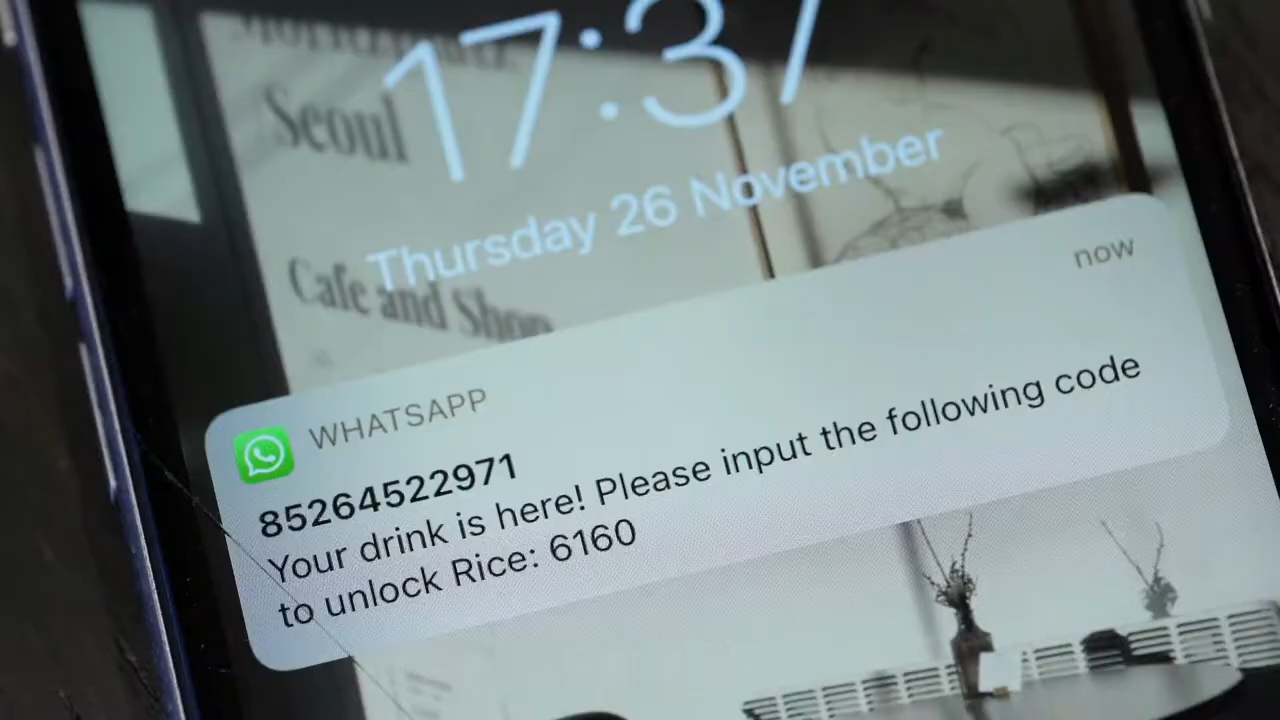 17:37
Seoul
Thursday 26 November
Cafe and Shop
WHATSAPP
now
85264522971
Your drink is here! Please input the following code
to unlock Rice: 6160